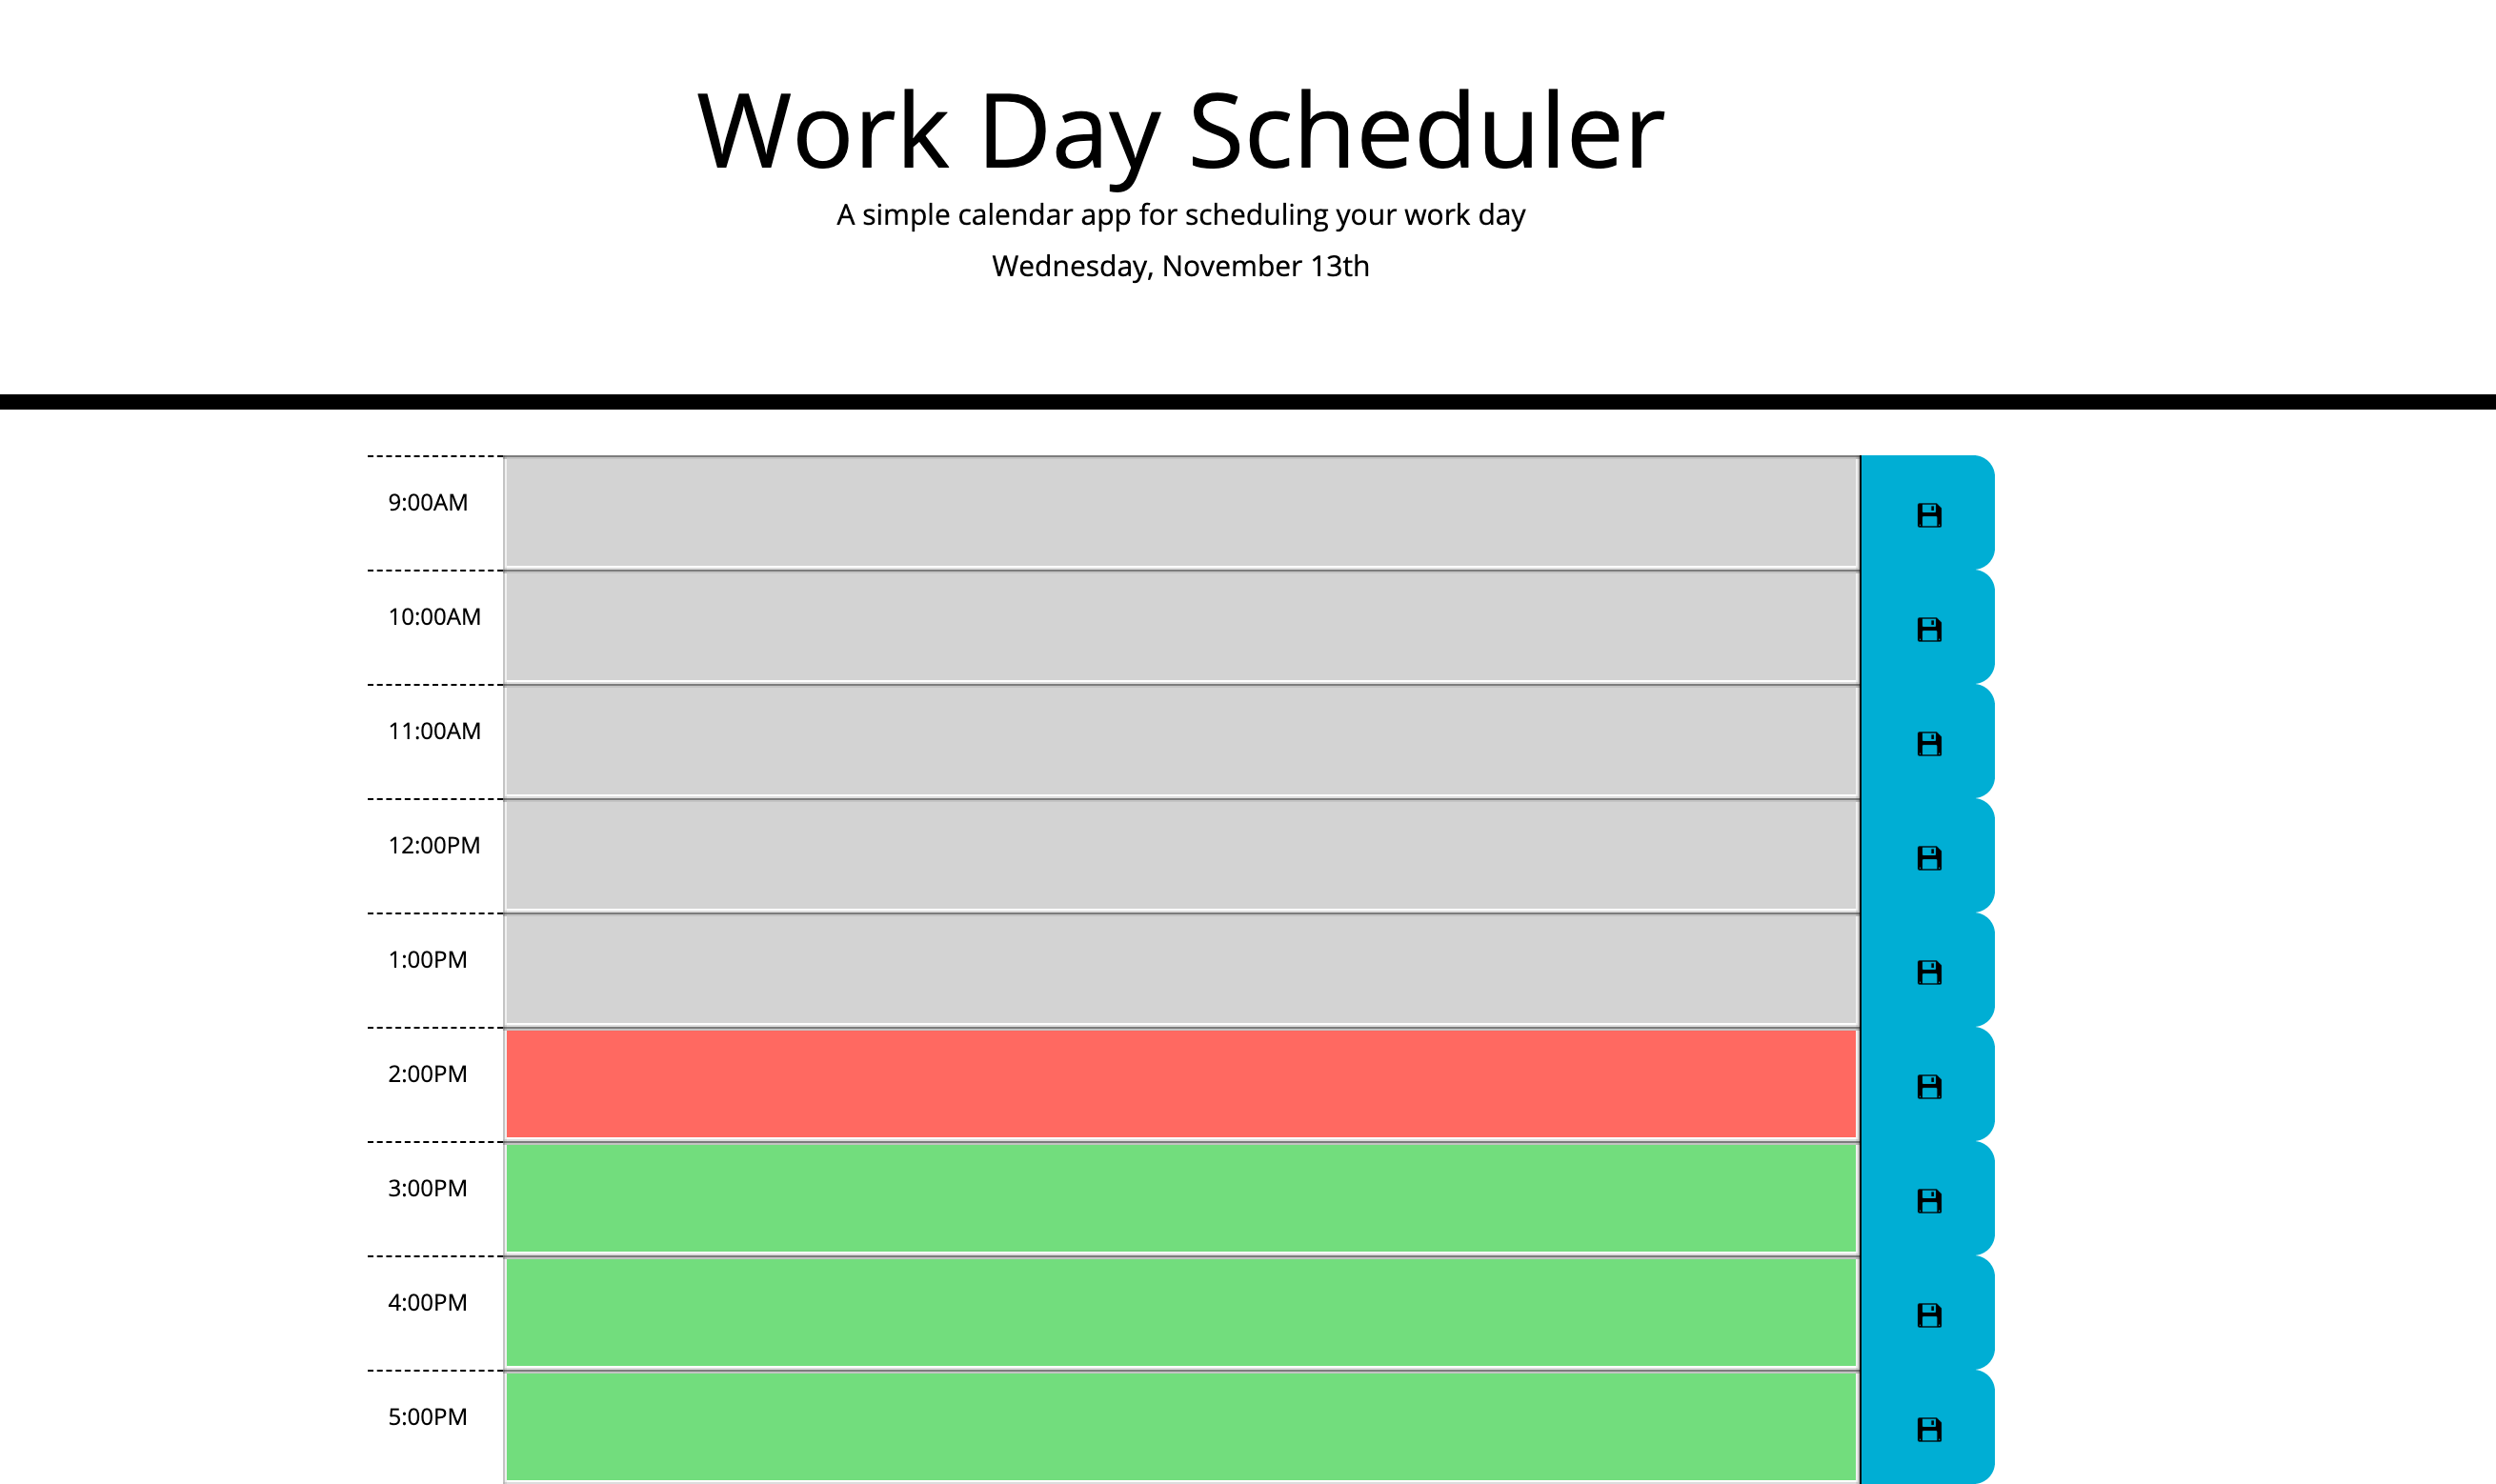 Work Day Scheduler
A simple calendar app for scheduling your work day
Wednesday, November 13th
9:00AM
10:00AM
11:00AM
12:00PM
1:00PM
2:00PM
3:00PM
4:00PM
5:00PM